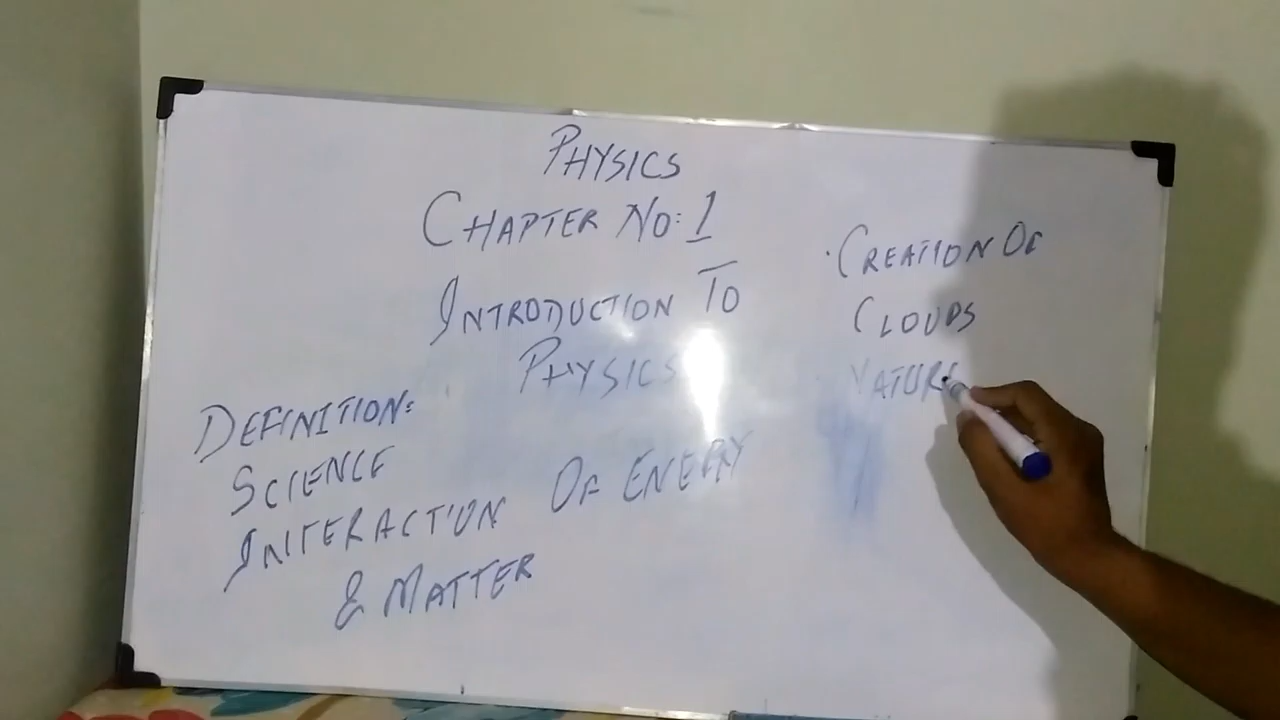 PHYSICS
CHAPTER NO: 1
INTRODUCTION TO
PHYSICS
DEFINITION:
SCIENCE
INTERACTION OF ENERGY
& MATTER
· CREATION OF
CLOUDS
NATURE